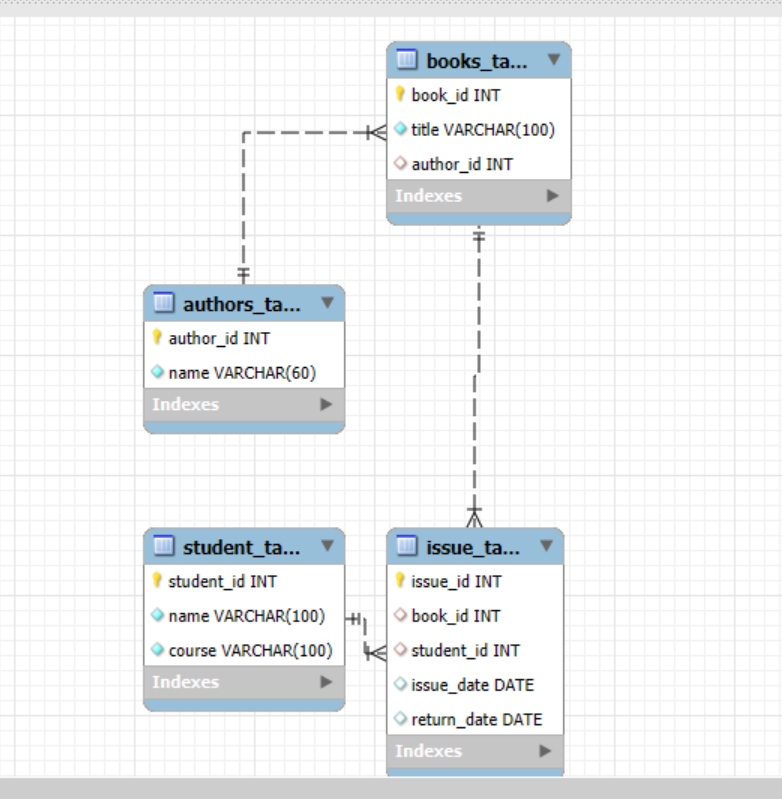 books_ta...
book_id INT
title VARCHAR(100)
author_id INT
Indexes
authors_ta...
author_id INT
name VARCHAR(60)
Indexes
student_ta...
student_id INT
name VARCHAR(100)
course VARCHAR(100)
Indexes
issue_ta...
issue_id INT
book_id INT
student_id INT
issue_date DATE
return_date DATE
Indexes